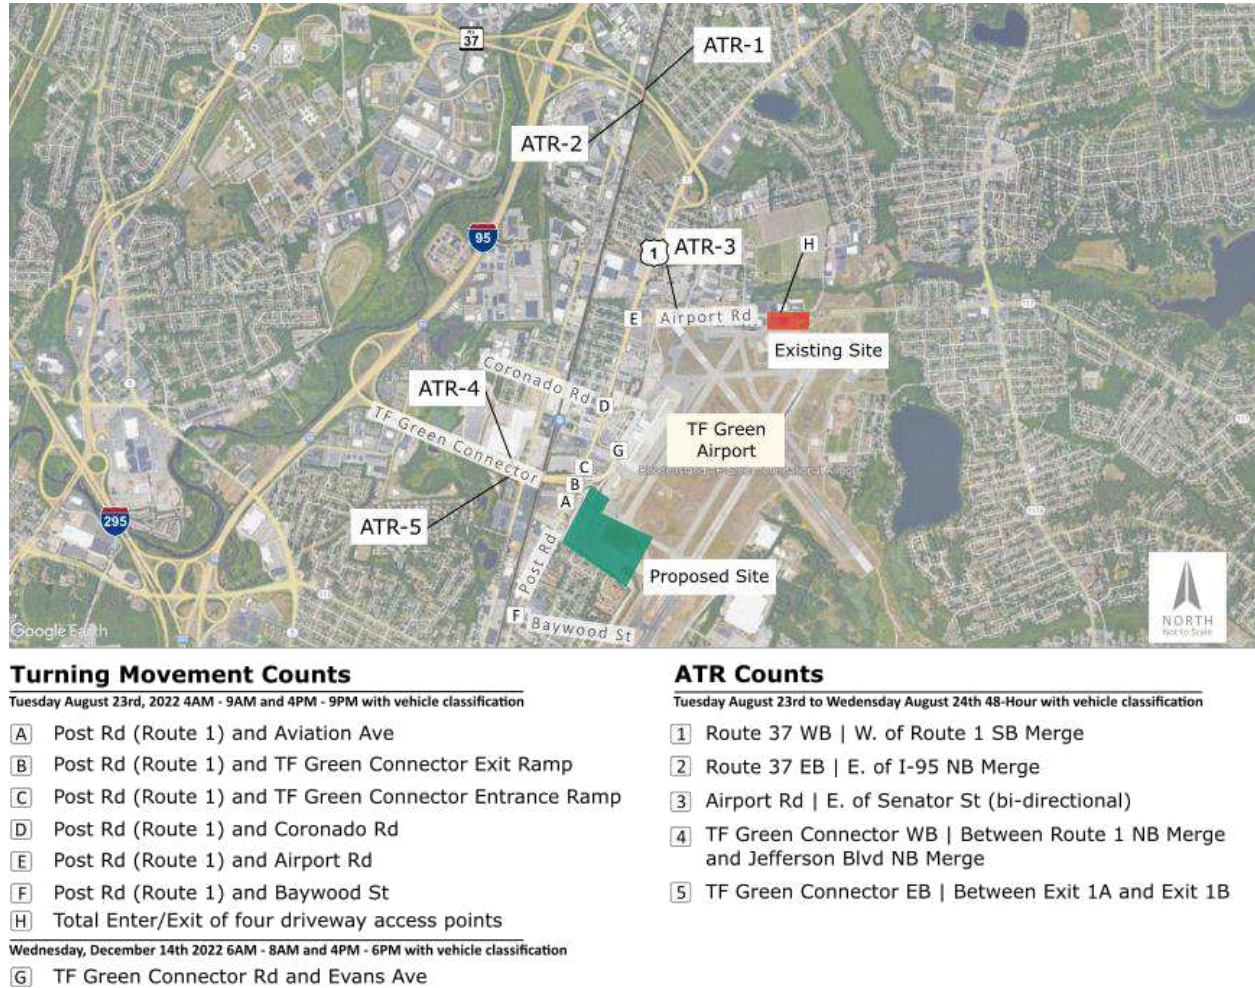 37
ATR-1
ATR-2
95
1
ATR-3
H
E
Airport Rd
Existing Site
Coronado Rd
D
ATR-4
TF Green Connector
TF Green
Airport
G
C
B
A
ATR-5
295
Post Rd
Proposed Site
F
Baywood St
Google Earth
NORTH
Not to Scale
Turning Movement Counts
Tuesday August 23rd, 2022 4AM - 9AM and 4PM - 9PM with vehicle classification
A Post Rd (Route 1) and Aviation Ave
B Post Rd (Route 1) and TF Green Connector Exit Ramp
C Post Rd (Route 1) and TF Green Connector Entrance Ramp
D Post Rd (Route 1) and Coronado Rd
E Post Rd (Route 1) and Airport Rd
F Post Rd (Route 1) and Baywood St
H Total Enter/Exit of four driveway access points
Wednesday, December 14th 2022 6AM - 8AM and 4PM - 6PM with vehicle classification
G TF Green Connector Rd and Evans Ave
ATR Counts
Tuesday August 23rd to Wednesday August 24th 48-Hour with vehicle classification
1 Route 37 WB | W. of Route 1 SB Merge
2 Route 37 EB | E. of I-95 NB Merge
3 Airport Rd | E. of Senator St (bi-directional)
4 TF Green Connector WB | Between Route 1 NB Merge
and Jefferson Blvd NB Merge
5 TF Green Connector EB | Between Exit 1A and Exit 1B